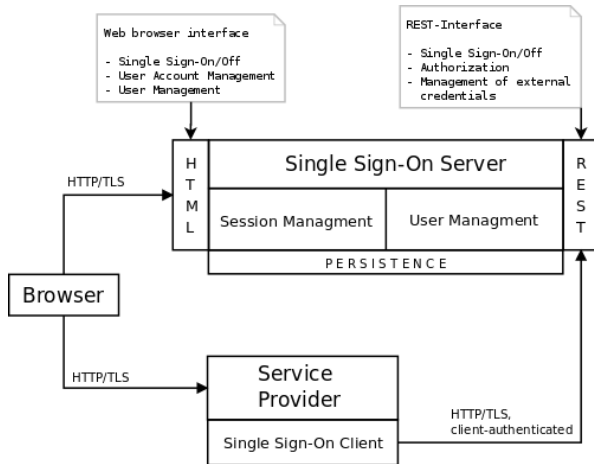 Web browser interface
- Single Sign-On/Off
- User Account Management
- User Management
REST-Interface
- Single Sign-On/Off
- Authorization
- Management of external
credentials
HTML
Single Sign-On Server
REST
Session Managment
User Managment
PERSISTENCE
HTTP/TLS
Browser
HTTP/TLS
Service
Provider
Single Sign-On Client
HTTP/TLS,
client-authenticated